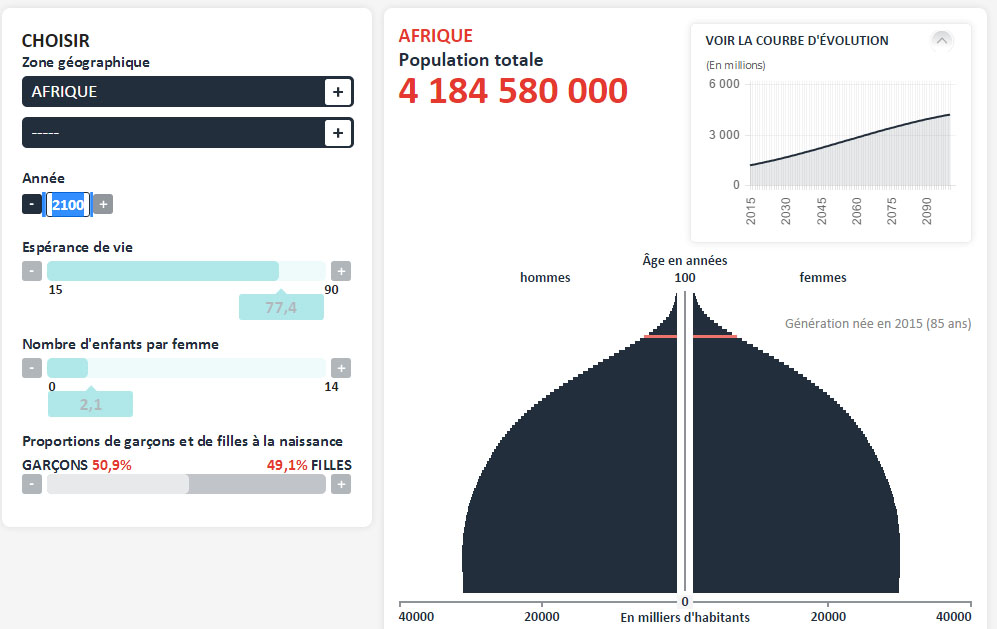 CHOISIR
Zone géographique
AFRIQUE
+
-----
+
Année
- 2100 +
Espérance de vie
- +
15 90
77,4
Nombre d'enfants par femme
- +
0 14
2,1
Proportions de garçons et de filles à la naissance
GARÇONS 50,9% 49,1% FILLES
- +
AFRIQUE
Population totale
4 184 580 000
VOIR LA COURBE D'ÉVOLUTION
(En millions)
6 000
3 000
0
2015 2030 2045 2060 2075 2090
Âge en années
hommes 100 femmes
Génération née en 2015 (85 ans)
0
40000 20000 En milliers d'habitants 20000 40000